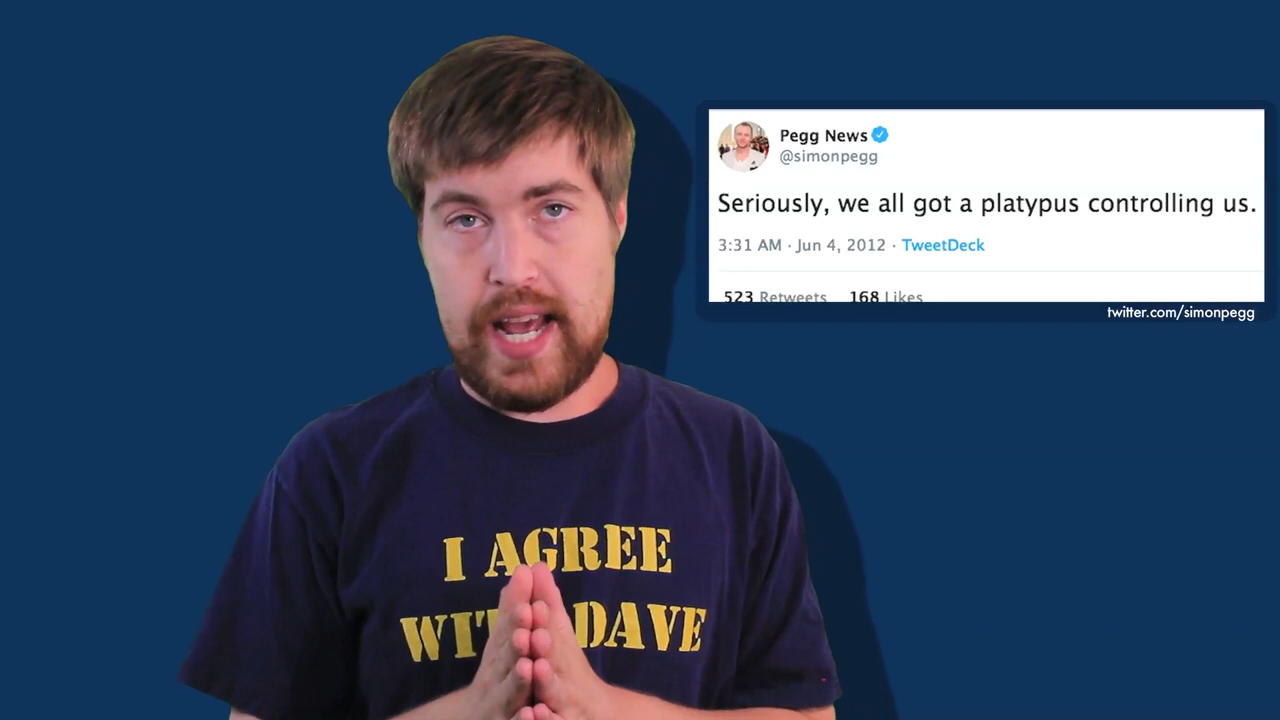 Pegg News
@simonpegg
Seriously, we all got a platypus controlling us.
3:31 AM · Jun 4, 2012 · TweetDeck
523 Retweets 168 Likes
twitter.com/simonpegg
I AGREE
WITH DAVE